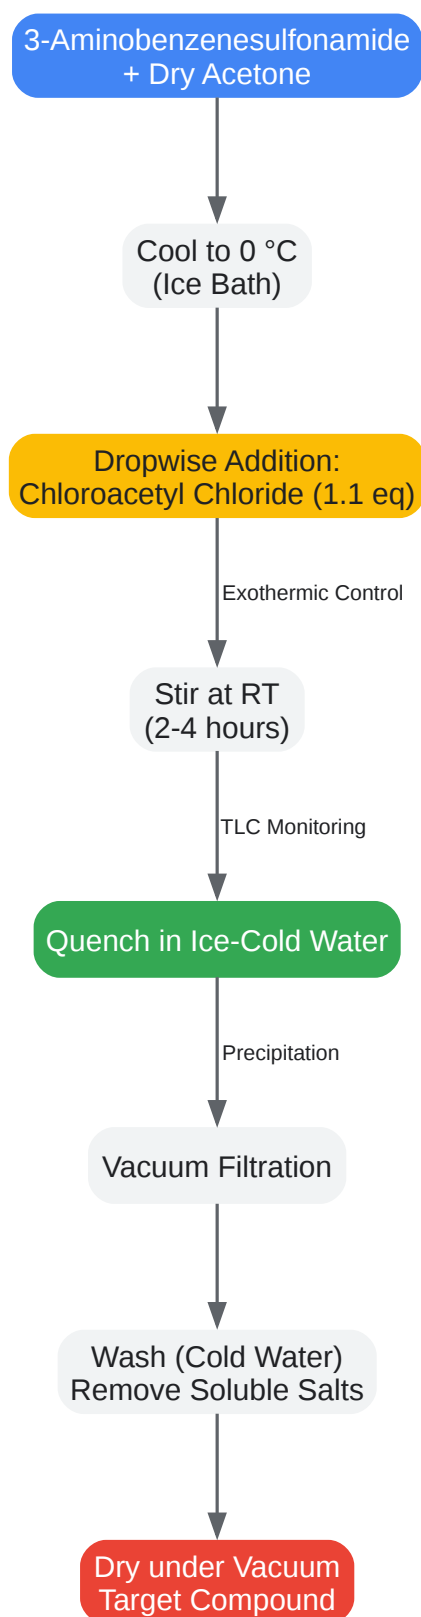 3-Aminobenzenesulfonamide
+ Dry Acetone
Cool to 0 °C
(Ice Bath)
Dropwise Addition:
Chloroacetyl Chloride (1.1 eq)
Exothermic Control
Stir at RT
(2-4 hours)
TLC Monitoring
Quench in Ice-Cold Water
Precipitation
Vacuum Filtration
Wash (Cold Water)
Remove Soluble Salts
Dry under Vacuum
Target Compound